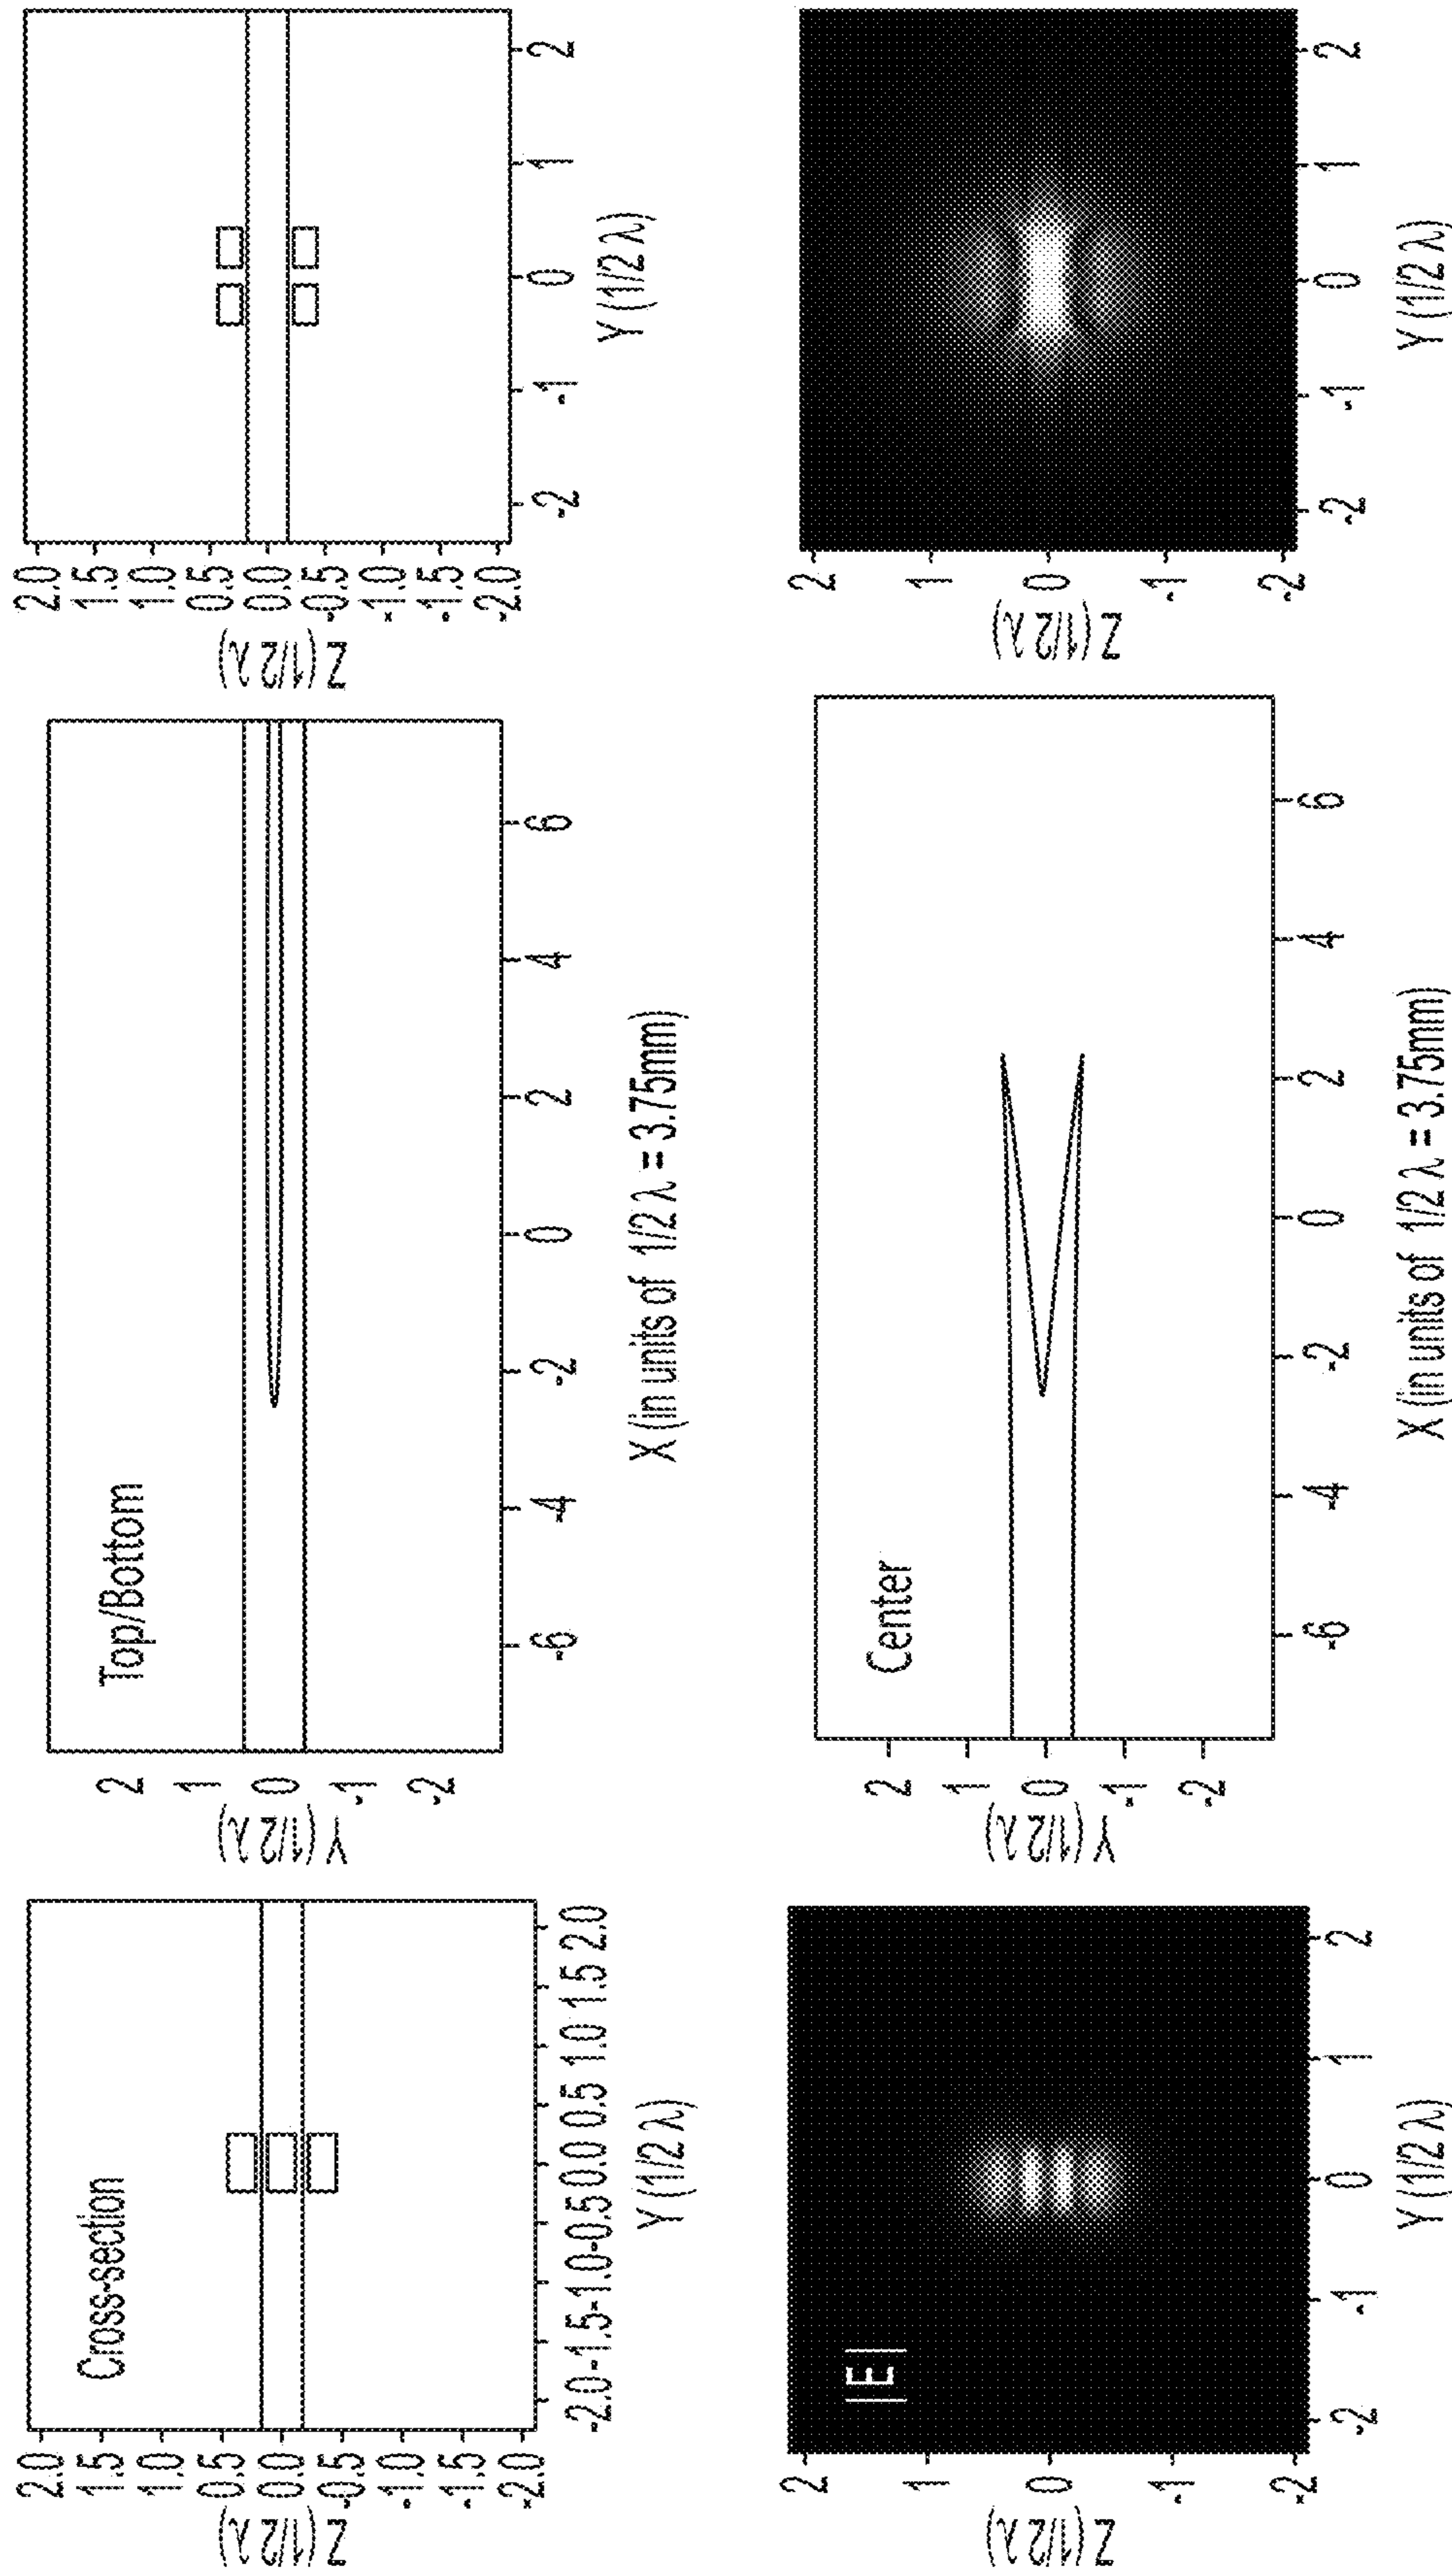 Cross-section
2.0
1.5
1.0
0.5
0.0
-0.5
-1.0
-1.5
-2.0
Z (1/2 λ)
-2.0 -1.5 -1.0 -0.5 0.0 0.5 1.0 1.5 2.0
Y (1/2 λ)
Top/Bottom
2
1
0
-1
-2
Y (1/2 λ)
-6 -4 -2 0 2 4 6
X (in units of 1/2 λ = 3.75mm)
2.0
1.5
1.0
0.5
0.0
-0.5
-1.0
-1.5
-2.0
Z (1/2 λ)
-2 -1 0 1 2
Y (1/2 λ)
|E|
2
1
0
-1
-2
Z (1/2 λ)
-2 -1 0 1 2
Y (1/2 λ)
Center
2
1
0
-1
-2
Y (1/2 λ)
-6 -4 -2 0 2 4 6
X (in units of 1/2 λ = 3.75mm)
2
1
0
-1
-2
Z (1/2 λ)
-2 -1 0 1 2
Y (1/2 λ)